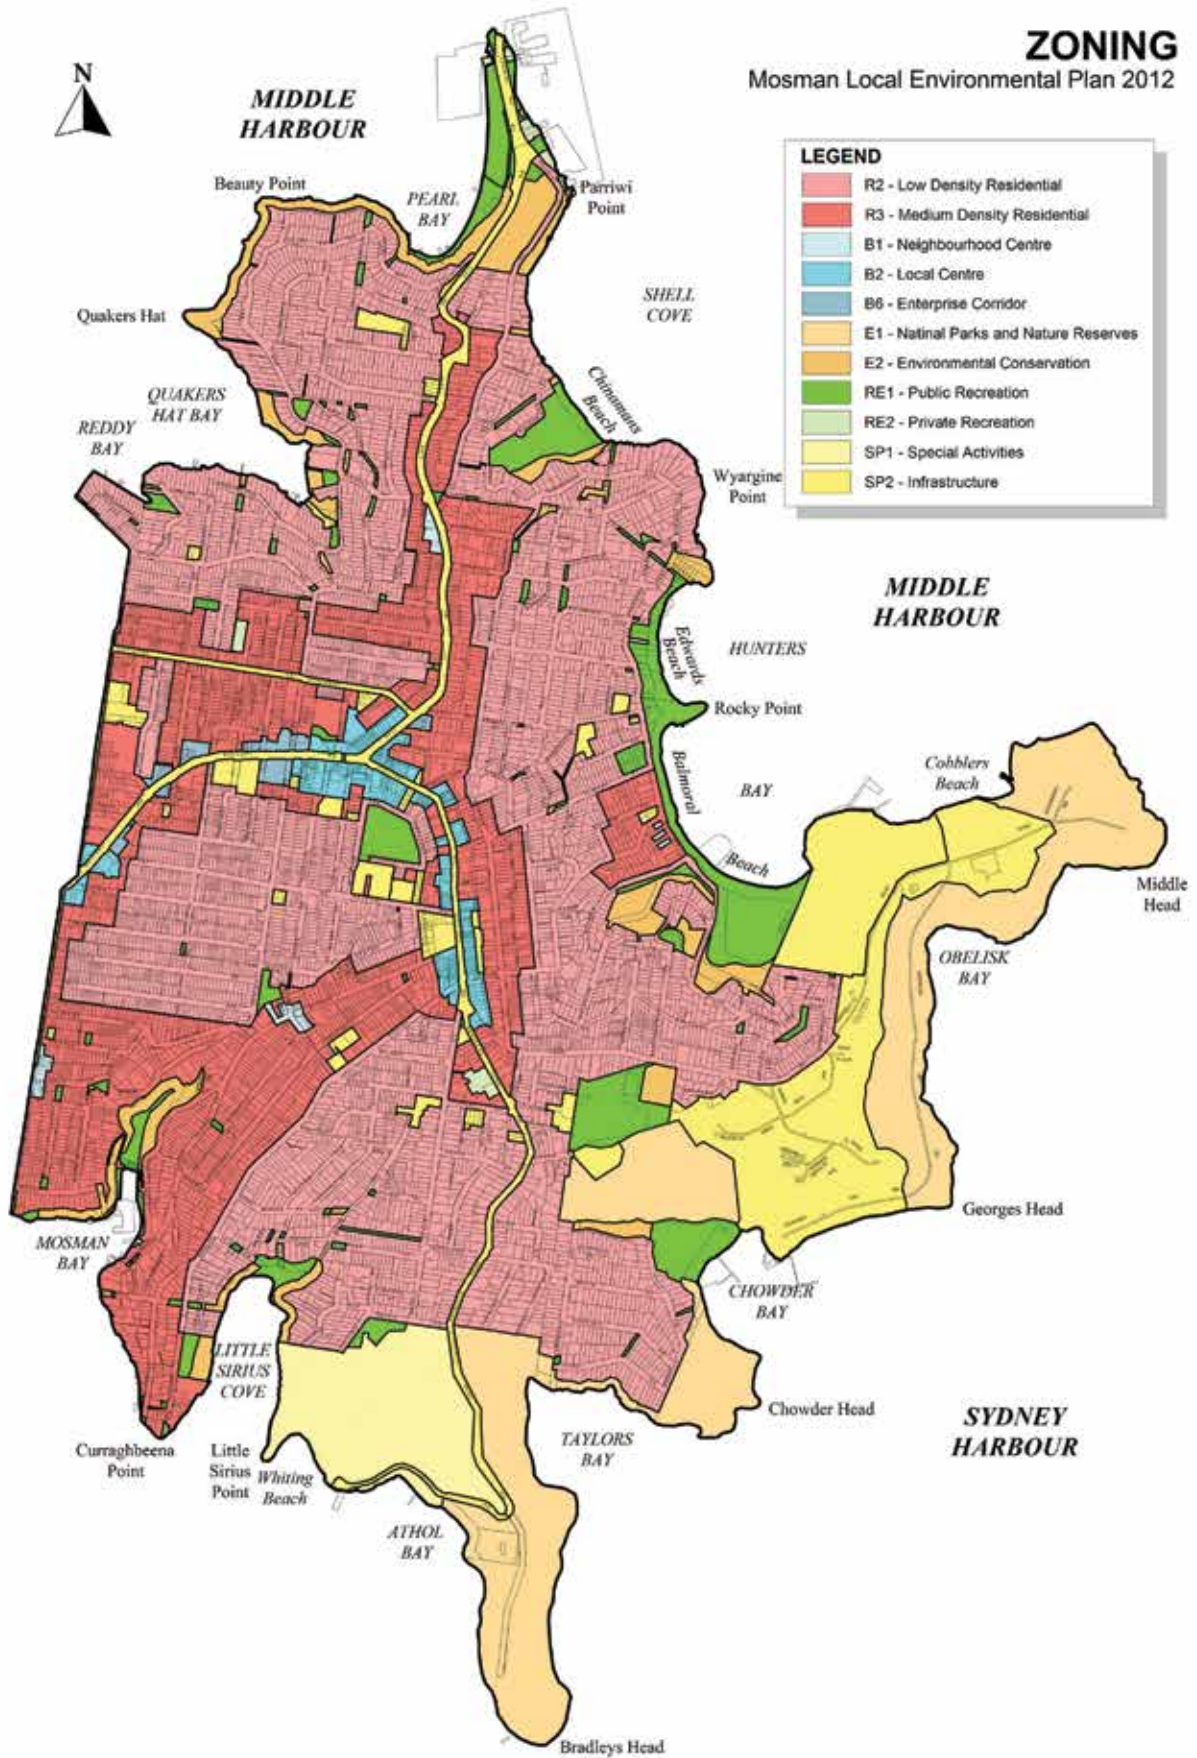 ZONING
Mosman Local Environmental Plan 2012
N
MIDDLE
HARBOUR
Beauty Point
PEARL
BAY
Parriwi
Point
LEGEND
R2 - Low Density Residential
R3 - Medium Density Residential
B1 - Neighbourhood Centre
B2 - Local Centre
B6 - Enterprise Corridor
E1 - Natinal Parks and Nature Reserves
E2 - Environmental Conservation
RE1 - Public Recreation
RE2 - Private Recreation
SP1 - Special Activities
SP2 - Infrastructure
Quakers Hat
SHELL
COVE
QUAKERS
HAT BAY
REDDY
BAY
Chinamans
Beach
Wyargine
Point
MIDDLE
HARBOUR
Edwards
Beach
HUNTERS
Rocky Point
Balmoral
BAY
Cobblers
Beach
Beach
Middle
Head
OBELISK
BAY
Georges Head
MOSMAN
BAY
CHOWDER
BAY
LITTLE
SIRIUS
COVE
Chowder Head
SYDNEY
HARBOUR
Curraghbeena
Point
Little
Sirius
Point
Whiting
Beach
TAYLORS
BAY
ATHOL
BAY
Bradleys Head